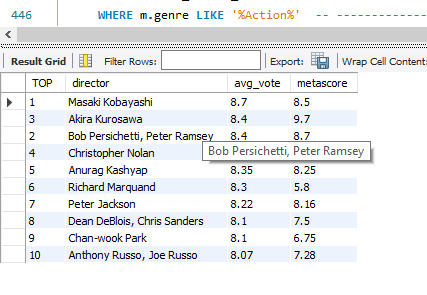 446 WHERE m.genre LIKE '%Action%' --
Result Grid Filter Rules: Export: Wrap Cell Content:
TOP director avg_vote metascore
1 Masaki Kobayashi 8.7 8.5
3 Akira Kurosawa 8.4 9.7
2 Bob Persichetti, Peter Ramsey 8.4 8.7
4 Christopher Nolan Bob Persichetti, Peter Ramsey
5 Anurag Kashyap 8.35 8.25
6 Richard Marquand 8.3 5.8
7 Peter Jackson 8.22 8.16
8 Dean DeBlois, Chris Sanders 8.1 7.5
9 Chan-wook Park 8.1 6.75
10 Anthony Russo, Joe Russo 8.07 7.28